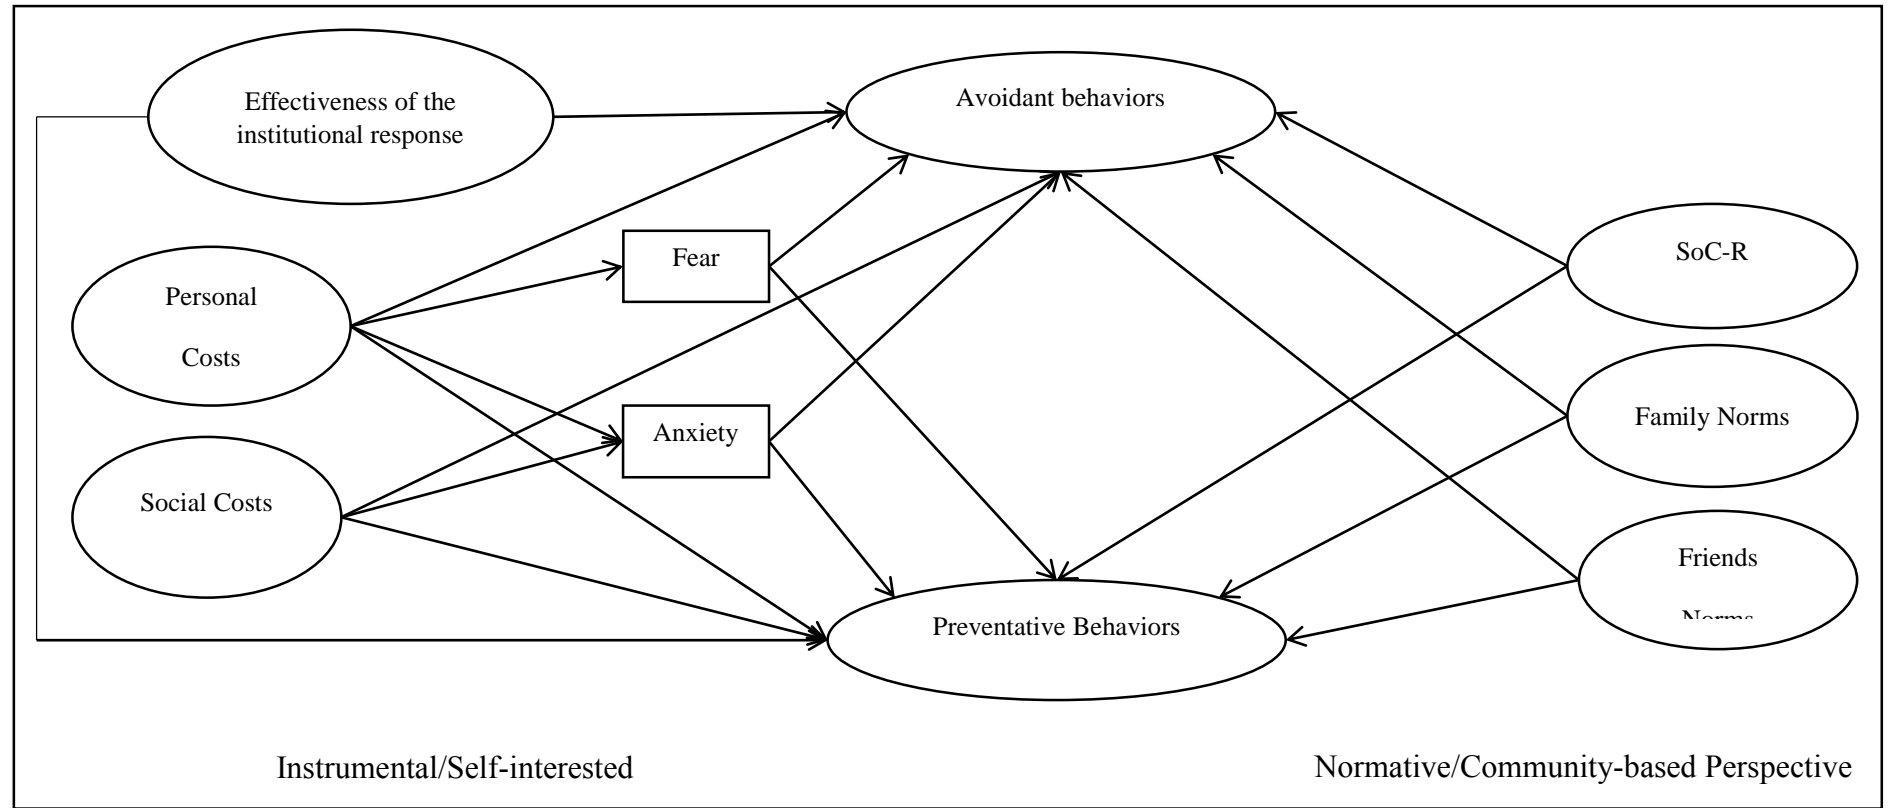 Effectiveness of the
institutional response
Avoidant behaviors
Fear
SoC-R
Personal
Costs
Anxiety
Family Norms
Social Costs
Friends
Norms
Preventative Behaviors
Instrumental/Self-interested
Normative/Community-based Perspective